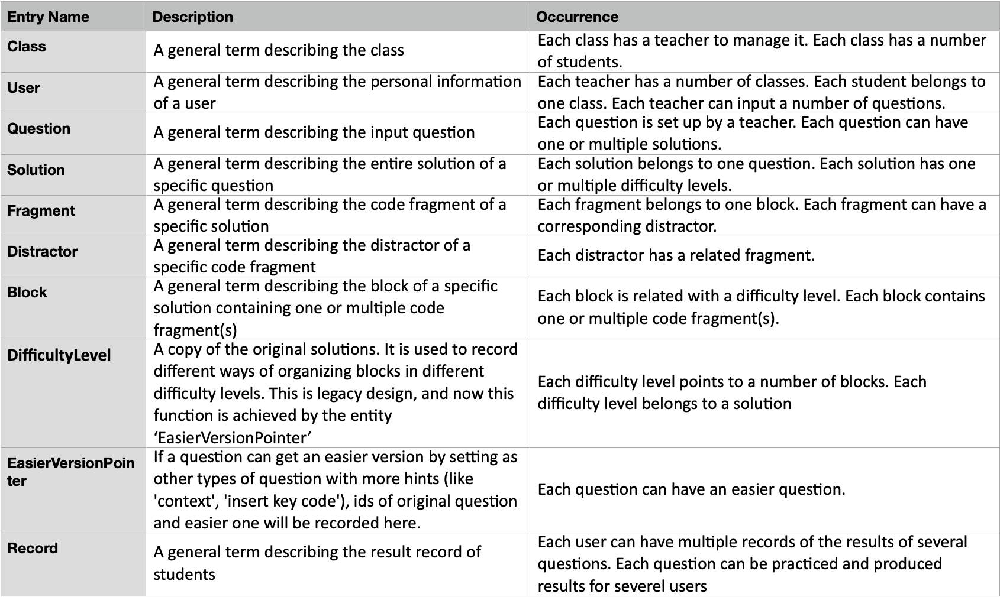 Entry Name Description Occurrence
Class
A general term describing the class
Each class has a teacher to manage it. Each class has a number
of students.
User
A general term describing the personal information
of a user
Each teacher has a number of classes. Each student belongs to
one class. Each teacher can input a number of questions.
Question
A general term describing the input question
Each question is set up by a teacher. Each question can have
one or multiple solutions.
Solution
A general term describing the entire solution of a
specific question
Each solution belongs to one question. Each solution has one
or multiple difficulty levels.
Fragment
A general term describing the code fragment of a
specific solution
Each fragment belongs to one block. Each fragment can have a
corresponding distractor.
Distractor
A general term describing the distractor of a
specific code fragment
Each distractor has a related fragment.
Block
A general term describing the block of a specific
solution containing one or multiple code
fragment(s)
Each block is related with a difficulty level. Each block contains
one or multiple code fragment(s).
DifficultyLevel
A copy of the original solutions. It is used to record
different ways of organizing blocks in different
difficulty levels. This is legacy design, and now this
function is achieved by the entity
‘EasierVersionPointer’
Each difficulty level points to a number of blocks. Each
difficulty level belongs to a solution
EasierVersionPoin
ter
If a question can get an easier version by setting as
other types of question with more hints (like
'context', 'insert key code'), ids of original question
and easier one will be recorded here.
Each question can have an easier question.
Record
A general term describing the result record of
students
Each user can have multiple records of the results of several
questions. Each question can be practiced and produced
results for severel users